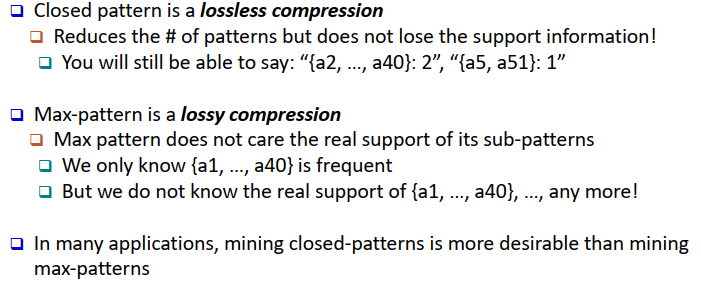 Closed pattern is a lossless compression
Reduces the # of patterns but does not lose the support information!
You will still be able to say: “{a2, …, a40}: 2”, “{a5, a51}: 1”
Max-pattern is a lossy compression
Max pattern does not care the real support of its sub-patterns
We only know {a1, …, a40} is frequent
But we do not know the real support of {a1, …, a40}, …, any more!
In many applications, mining closed-patterns is more desirable than mining
max-patterns